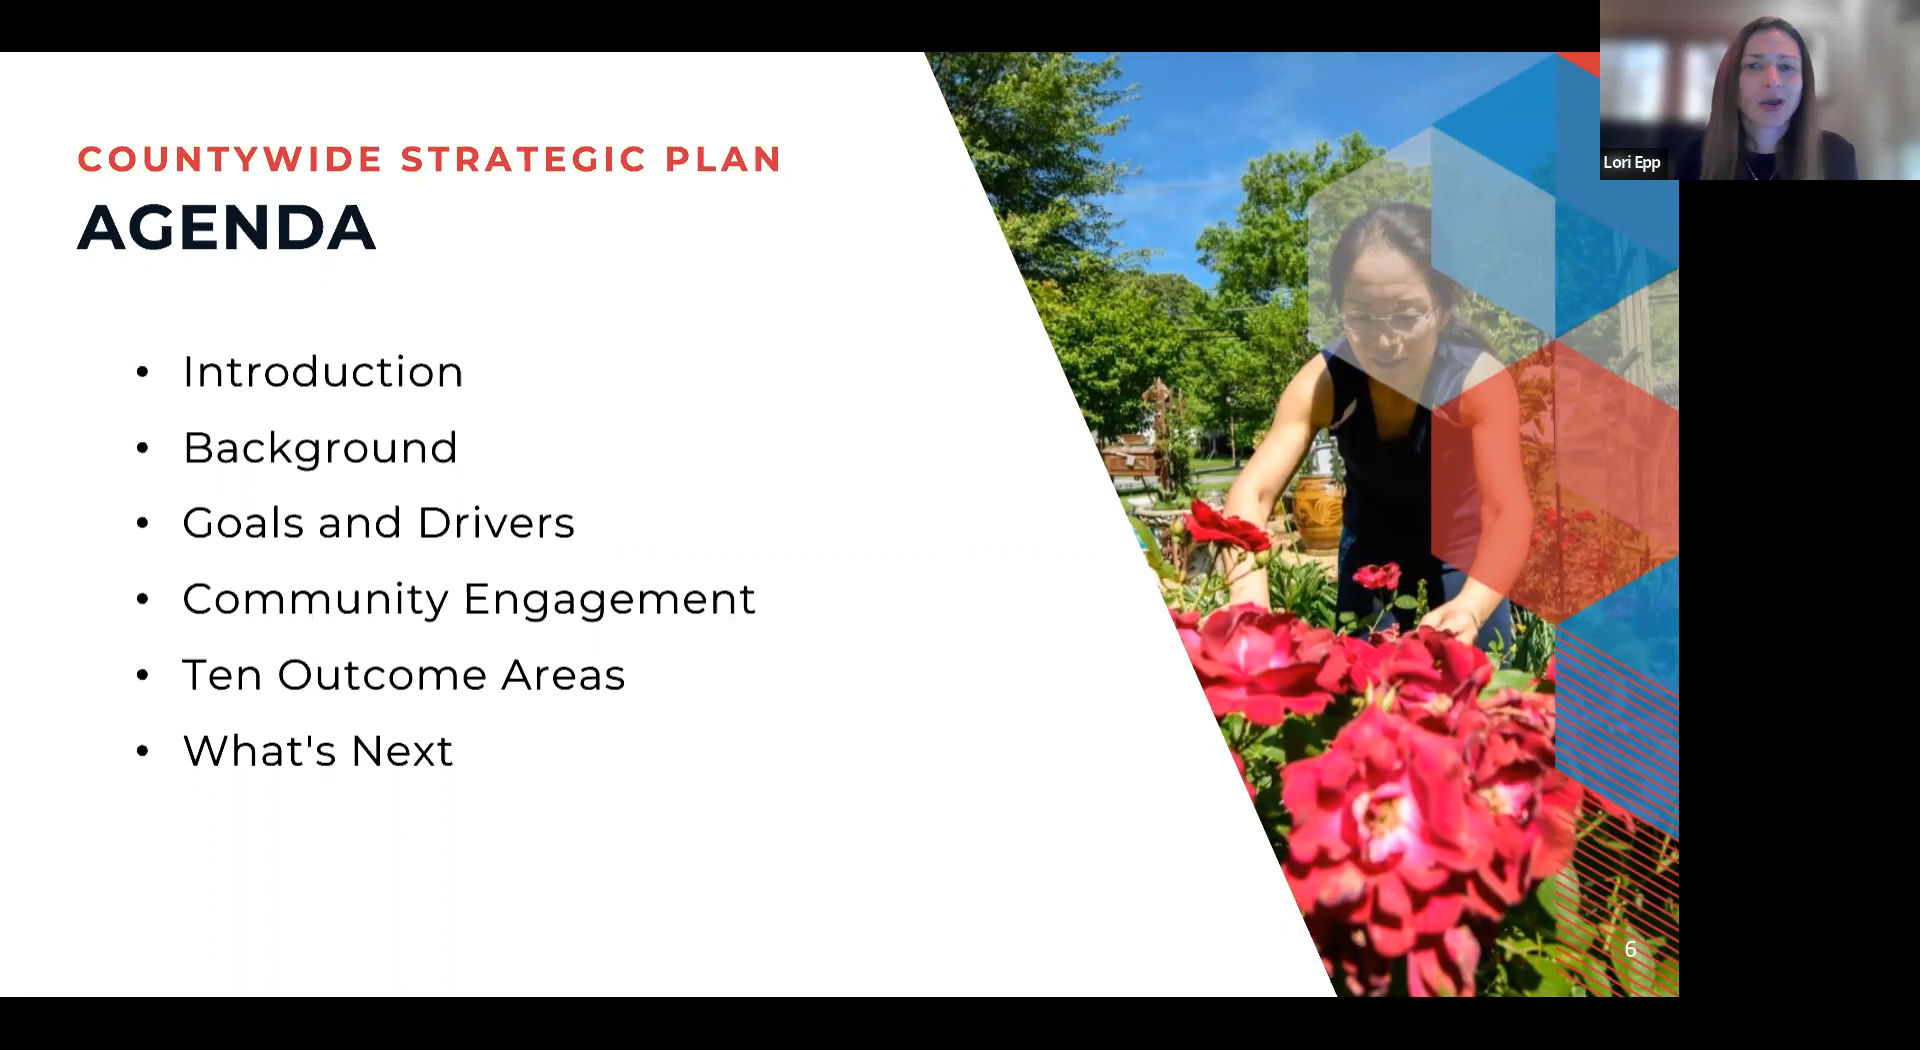 COUNTYWIDE STRATEGIC PLAN
AGENDA
• Introduction
• Background
• Goals and Drivers
• Community Engagement
• Ten Outcome Areas
• What's Next
6
Lori Epp